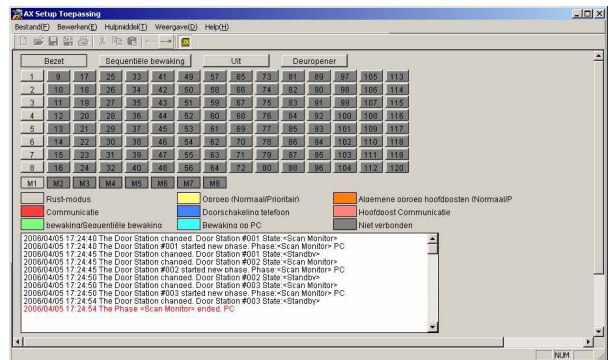 AX Setup Toepassing
Bestand(F) Bewerken(E) Hulpmiddel(T) Weergave(D) Help(H)
Bezet Sequentiële bewaking Uit Deuropener
1 9 17 25 33 41 49 57 65 73 81 89 97 105 113
2 10 18 26 34 42 50 58 66 74 82 90 98 106 114
3 11 19 27 35 43 51 59 67 75 83 91 99 107 115
4 12 20 28 36 44 52 60 68 76 84 92 100 108 116
5 13 21 29 37 45 53 61 69 77 85 93 101 109 117
6 14 22 30 38 46 54 62 70 78 86 94 102 110 118
7 15 23 31 39 47 55 63 71 79 87 95 103 111 119
8 16 24 32 40 48 56 64 72 80 88 96 104 112 120
M1 M2 M3 M4 M5 M6 M7 M8
Rust-modus Oproep (Normaal/Prioritair) Algemene oproep hoofdposten (Normaal/P
Communicatie Doorschakeling telefoon Hoofdpost Communicatie
bewaking/Sequentiële bewaking Bewaking op PC Niet verbonden
2006/04/05 17:24:40 The Door Station changed. Door Station #001 State:<Scan Monitor>
2006/04/05 17:24:40 The Door Station #001 started new phase. Phase:<Scan Monitor> PC
2006/04/05 17:24:45 The Door Station changed. Door Station #001 State:<Standby>
2006/04/05 17:24:45 The Door Station changed. Door Station #002 State:<Scan Monitor>
2006/04/05 17:24:45 The Door Station #002 started new phase. Phase:<Scan Monitor> PC
2006/04/05 17:24:50 The Door Station changed. Door Station #002 State:<Standby>
2006/04/05 17:24:50 The Door Station changed. Door Station #003 State:<Scan Monitor>
2006/04/05 17:24:50 The Door Station #003 started new phase. Phase:<Scan Monitor> PC
2006/04/05 17:24:54 The Door Station changed. Door Station #003 State:<Standby>
2006/04/05 17:24:54 The Phase <Scan Monitor> ended. PC
NUM